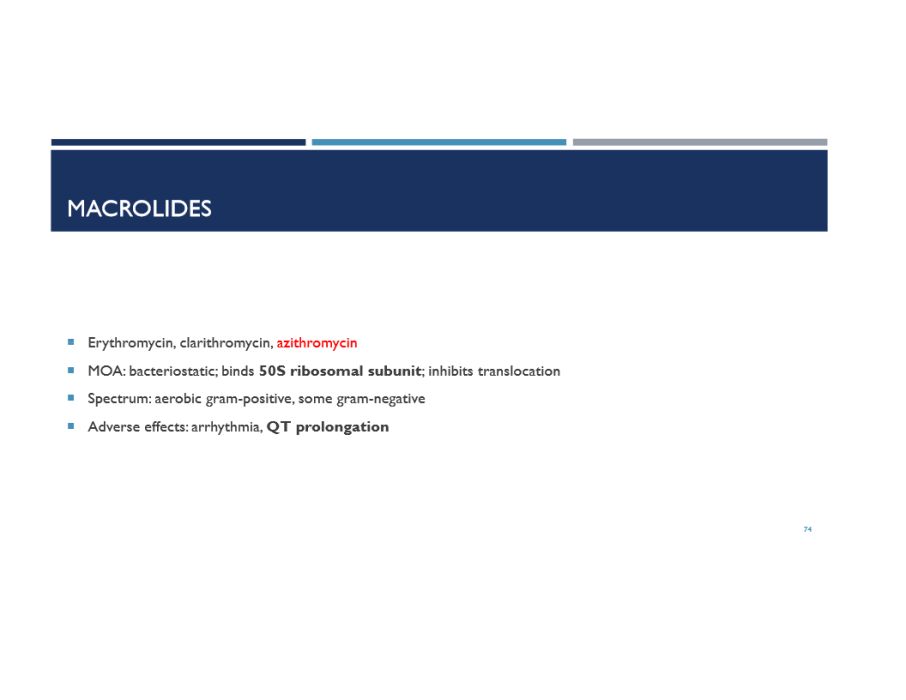 MACROLIDES
Erythromycin, clarithromycin, azithromycin
MOA: bacteriostatic; binds 50S ribosomal subunit; inhibits translocation
Spectrum: aerobic gram-positive, some gram-negative
Adverse effects: arrhythmia, QT prolongation
74